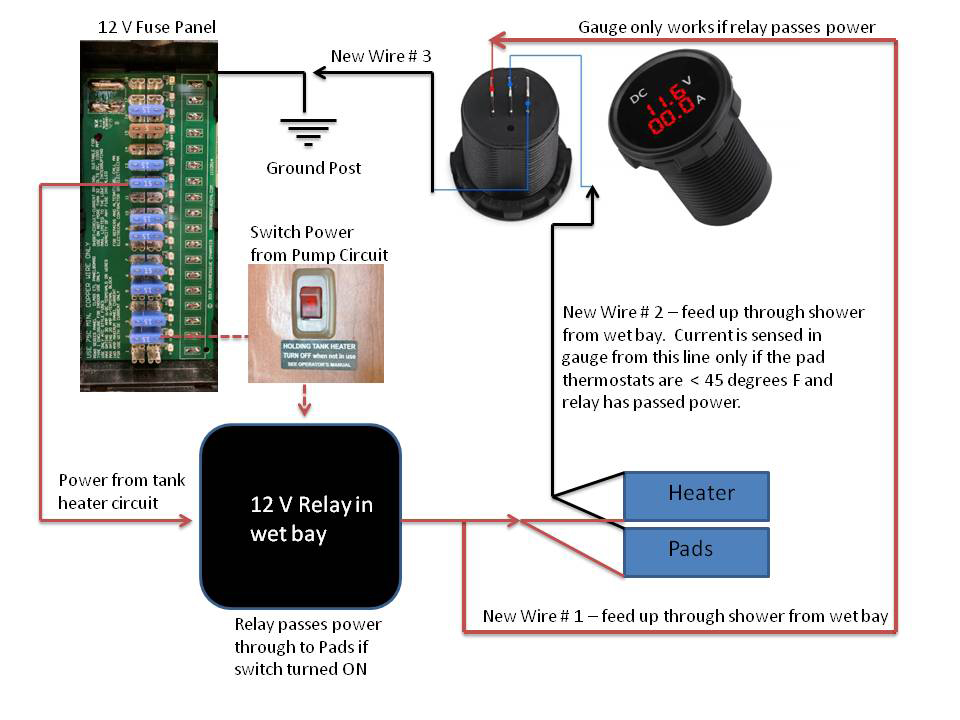 12 V Fuse Panel
Gauge only works if relay passes power
New Wire # 3
DC
11.6 V
00.0 A
Ground Post
Switch Power
from Pump Circuit
HOLDING TANK HEATER
TURN OFF when not in use
SEE OPERATOR'S MANUAL
New Wire # 2 – feed up through shower
from wet bay. Current is sensed in
gauge from this line only if the pad
thermostats are < 45 degrees F and
relay has passed power.
Power from tank
heater circuit
12 V Relay in
wet bay
Heater
Pads
New Wire # 1 – feed up through shower from wet bay
Relay passes power
through to Pads if
switch turned ON